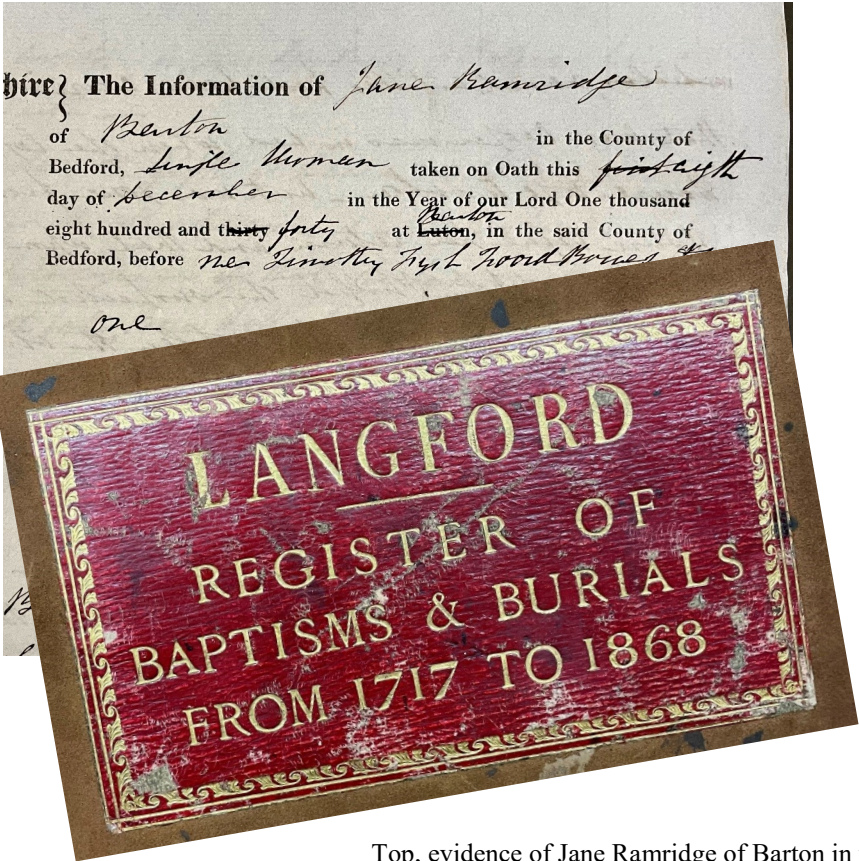 hire} The Information of Jane Ramridge
of Barton in the County of
Bedford, Single Woman taken on Oath this first eigth
day of December in the Year of our Lord One thousand
Barton
eight hundred and thirty forty at Luton, in the said County of
Bedford, before me Timothy
one
LANGFORD
REGISTER OF
BAPTISMS & BURIALS
FROM 1717 TO 1868
Top, evidence of Jane Ramridge of Barton in